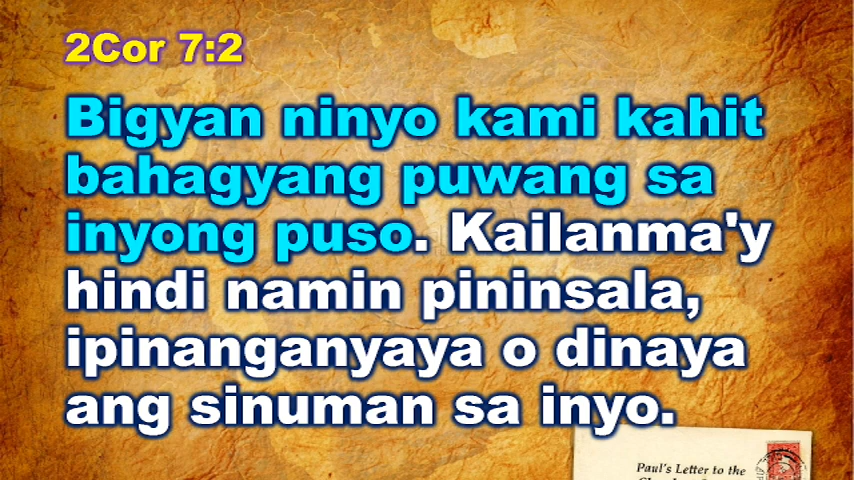 2Cor 7:2
Bigyan ninyo kami kahit
bahagyang puwang sa
inyong puso. Kailanma'y
hindi namin pininsala,
ipinanganyaya o dinaya
ang sinuman sa inyo.
Paul's Letter to the